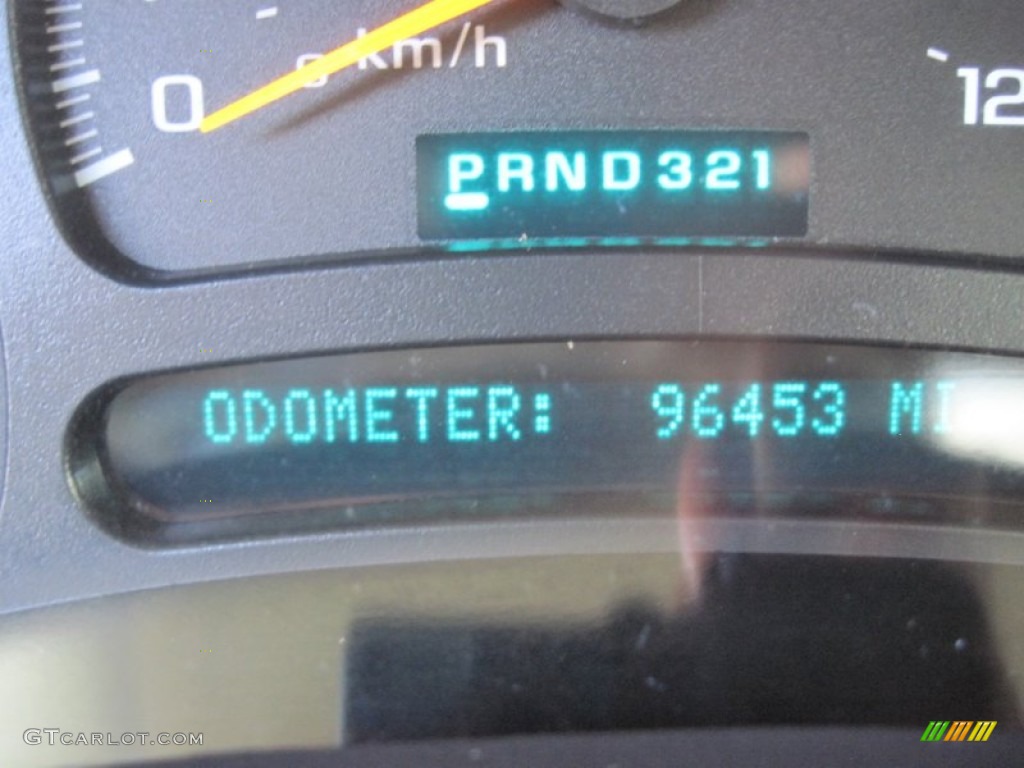 0 km/h 12
PRND321
ODOMETER: 96453 MI
GTCARLOT.COM